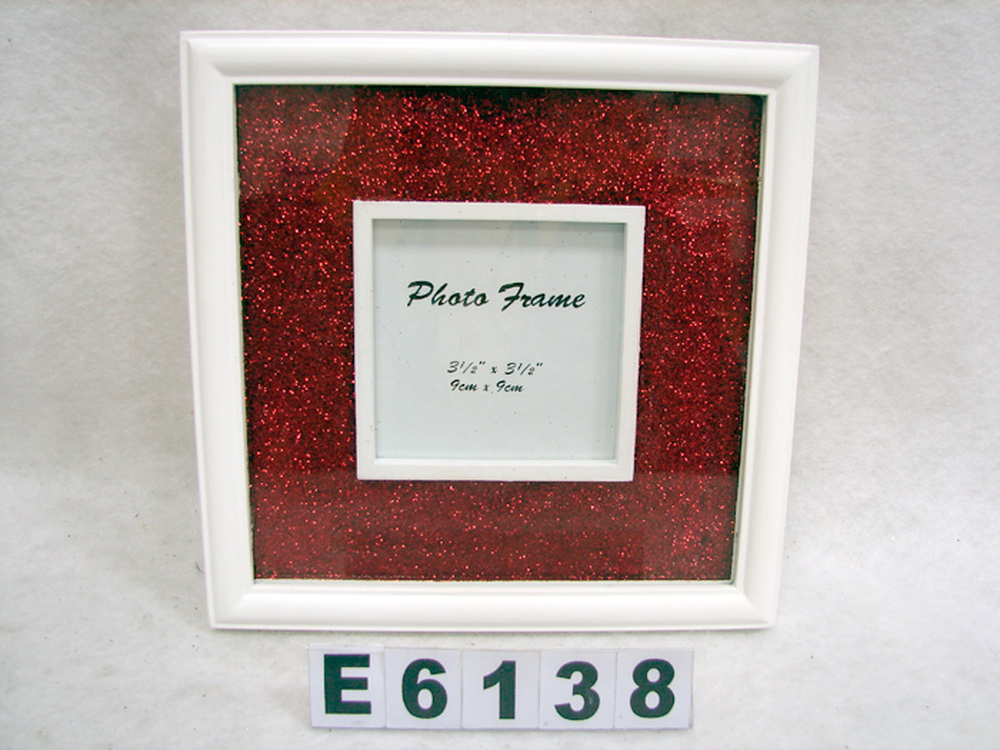 Photo Frame
3½" x 3½"
9cm x 9cm
E6138